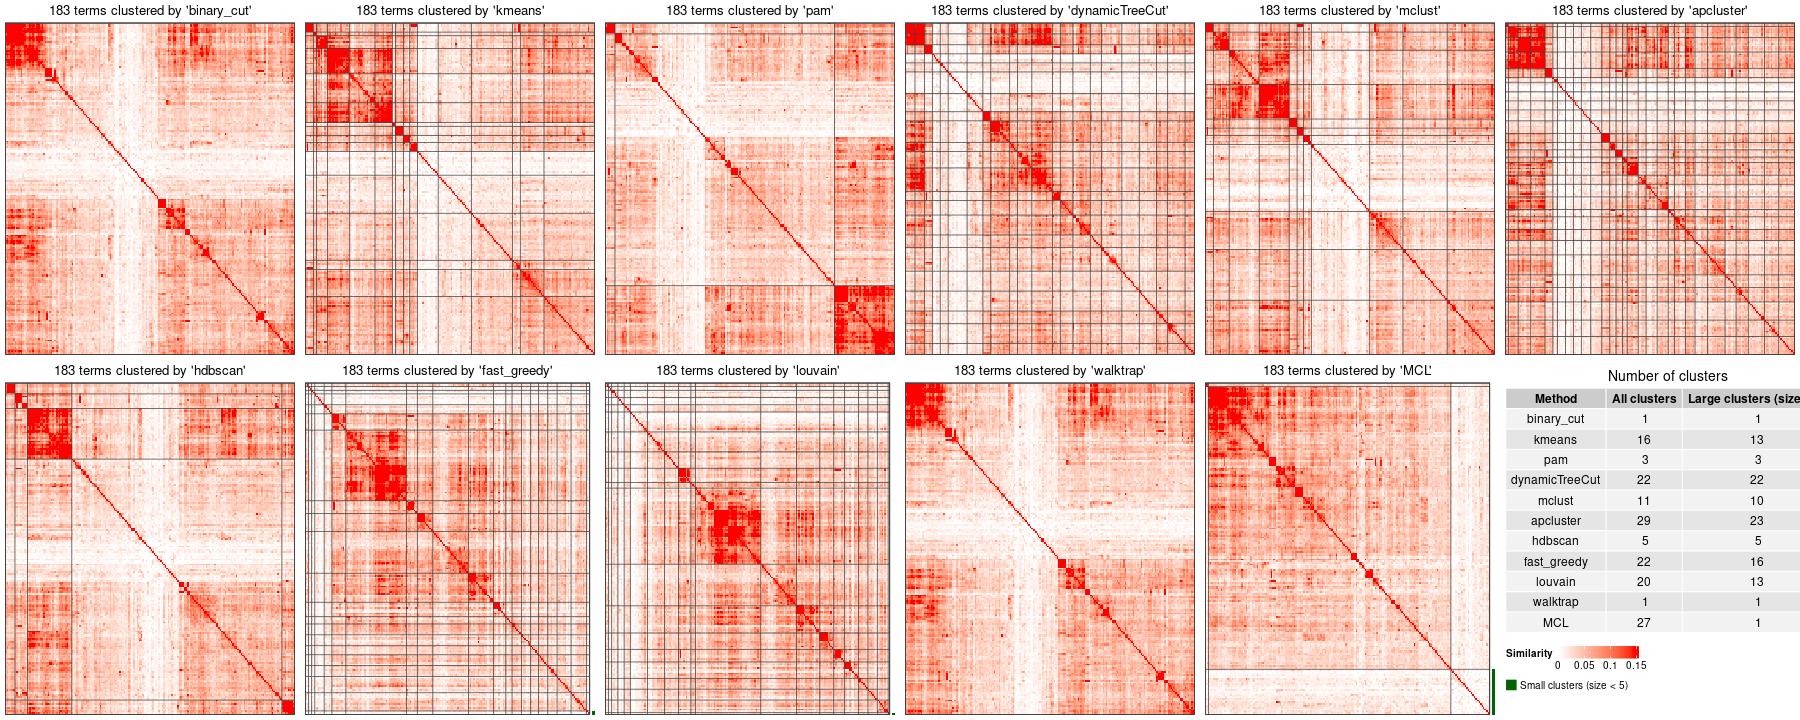 183 terms clustered by 'binary_cut'
183 terms clustered by 'kmeans'
183 terms clustered by 'pam'
183 terms clustered by 'dynamicTreeCut'
183 terms clustered by 'mclust'
183 terms clustered by 'apcluster'
183 terms clustered by 'hdbscan'
183 terms clustered by 'fast_greedy'
183 terms clustered by 'louvain'
183 terms clustered by 'walktrap'
183 terms clustered by 'MCL'
Number of clusters
Method All clusters Large clusters (size
binary_cut 1 1
kmeans 16 13
pam 3 3
dynamicTreeCut 22 22
mclust 11 10
apcluster 29 23
hdbscan 5 5
fast_greedy 22 16
louvain 20 13
walktrap 1 1
MCL 27 1
Similarity
0 0.05 0.1 0.15
Small clusters (size < 5)